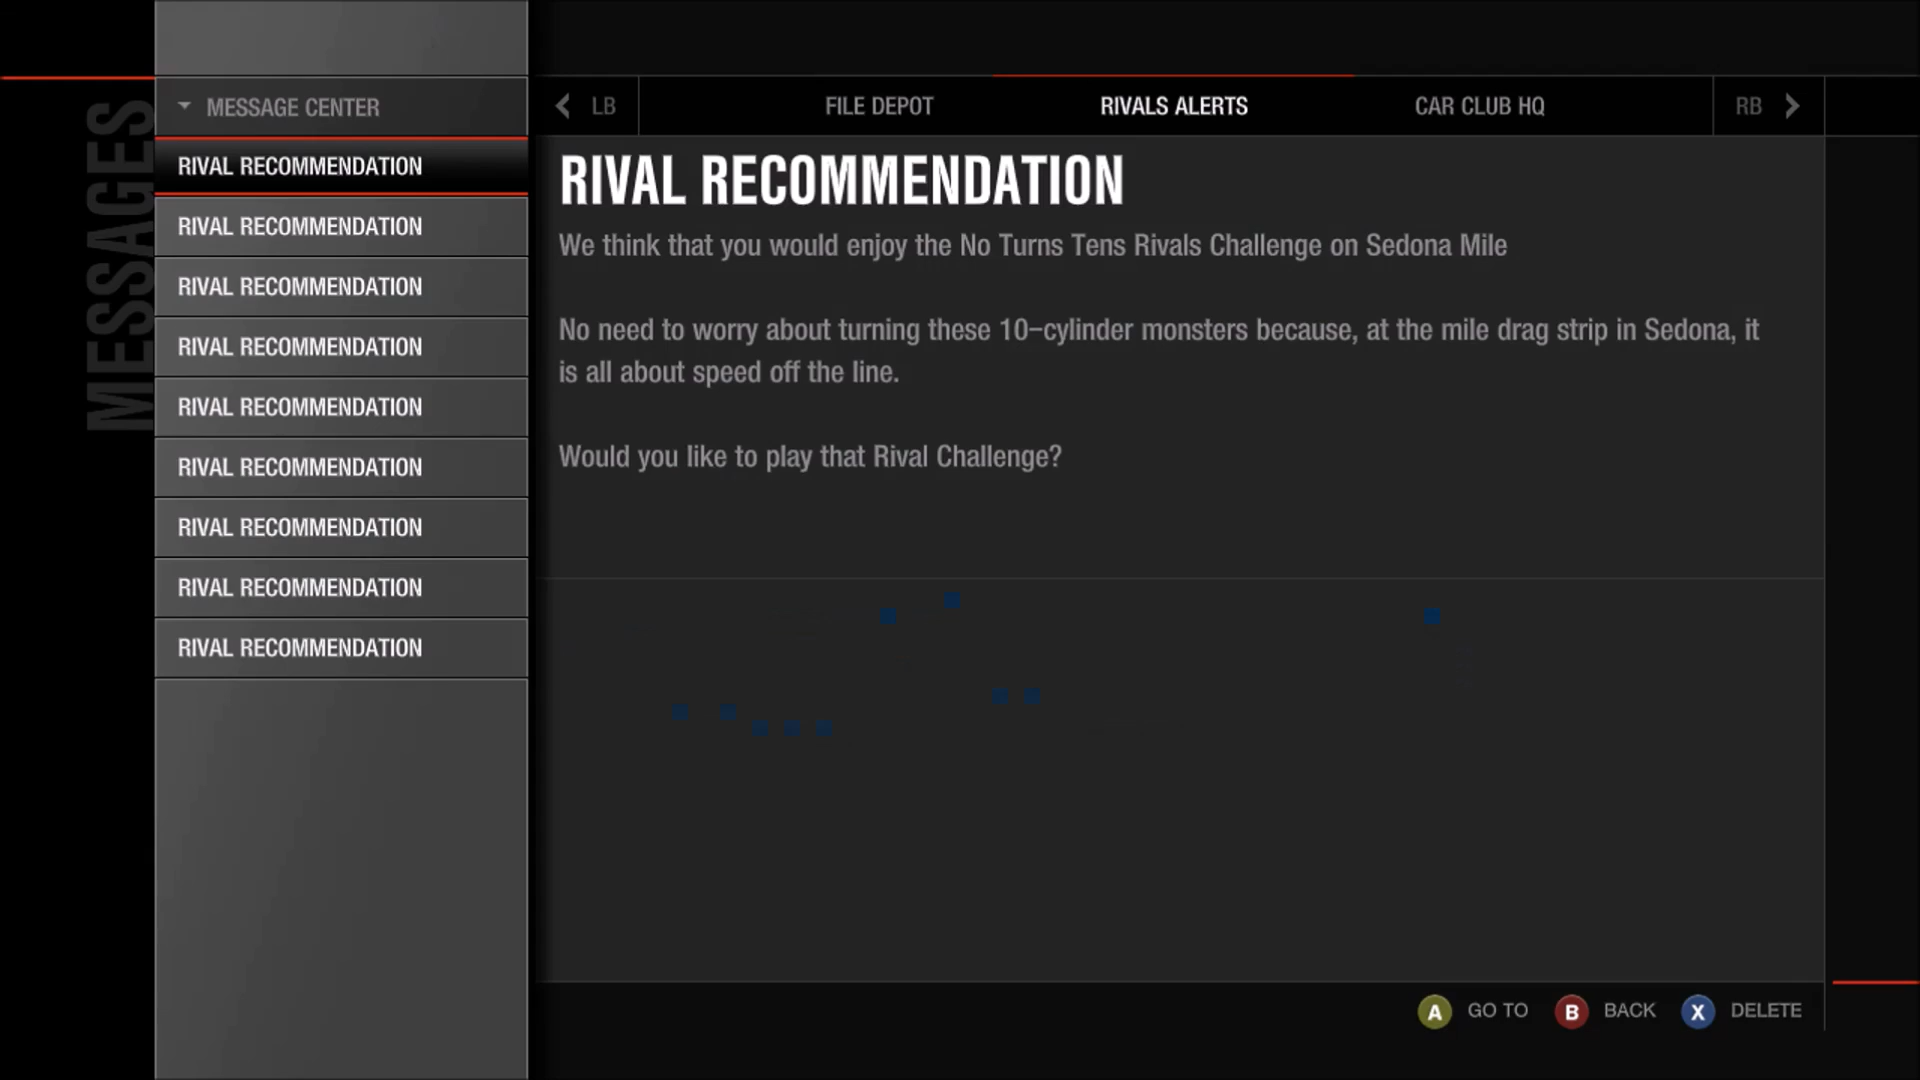 MESSAGES
MESSAGE CENTER
RIVAL RECOMMENDATION
RIVAL RECOMMENDATION
RIVAL RECOMMENDATION
RIVAL RECOMMENDATION
RIVAL RECOMMENDATION
RIVAL RECOMMENDATION
RIVAL RECOMMENDATION
RIVAL RECOMMENDATION
RIVAL RECOMMENDATION
LB FILE DEPOT RIVALS ALERTS CAR CLUB HQ RB
RIVAL RECOMMENDATION
We think that you would enjoy the No Turns Tens Rivals Challenge on Sedona Mile
No need to worry about turning these 10-cylinder monsters because, at the mile drag strip in Sedona, it
is all about speed off the line.
Would you like to play that Rival Challenge?
A GO TO B BACK X DELETE